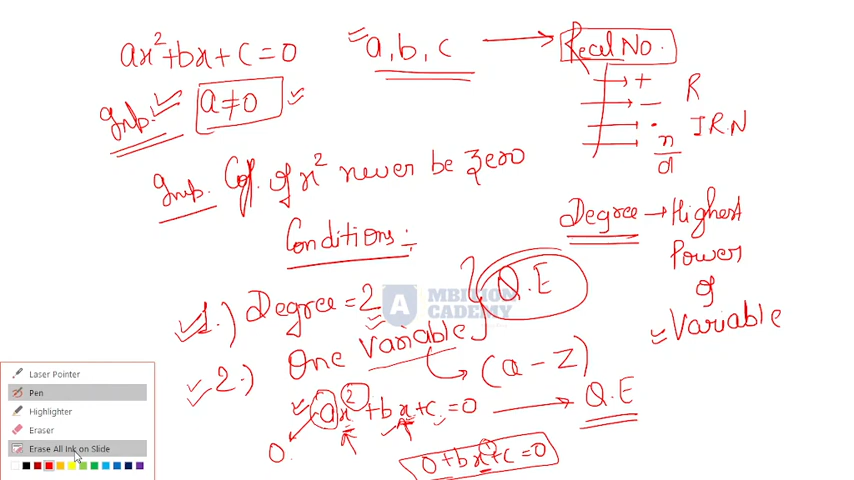 ax²+bx+c=0
a, b, c → Real No.
Imp. a≠0
+
−
R
.
I R.N
n/d
Imp. Cof. of x² never be Zero
Degree → Highest
Power
of
Variable
Conditions :-
1.) Degree = 2
Q.E
2.) One Variable
(a – z)
ax²+bx+c=0 → Q.E
0.
0+bx¹+c=0
AMBILION
CADEMY
Laser Pointer
Pen
Highlighter
Eraser
Erase All Ink on Slide